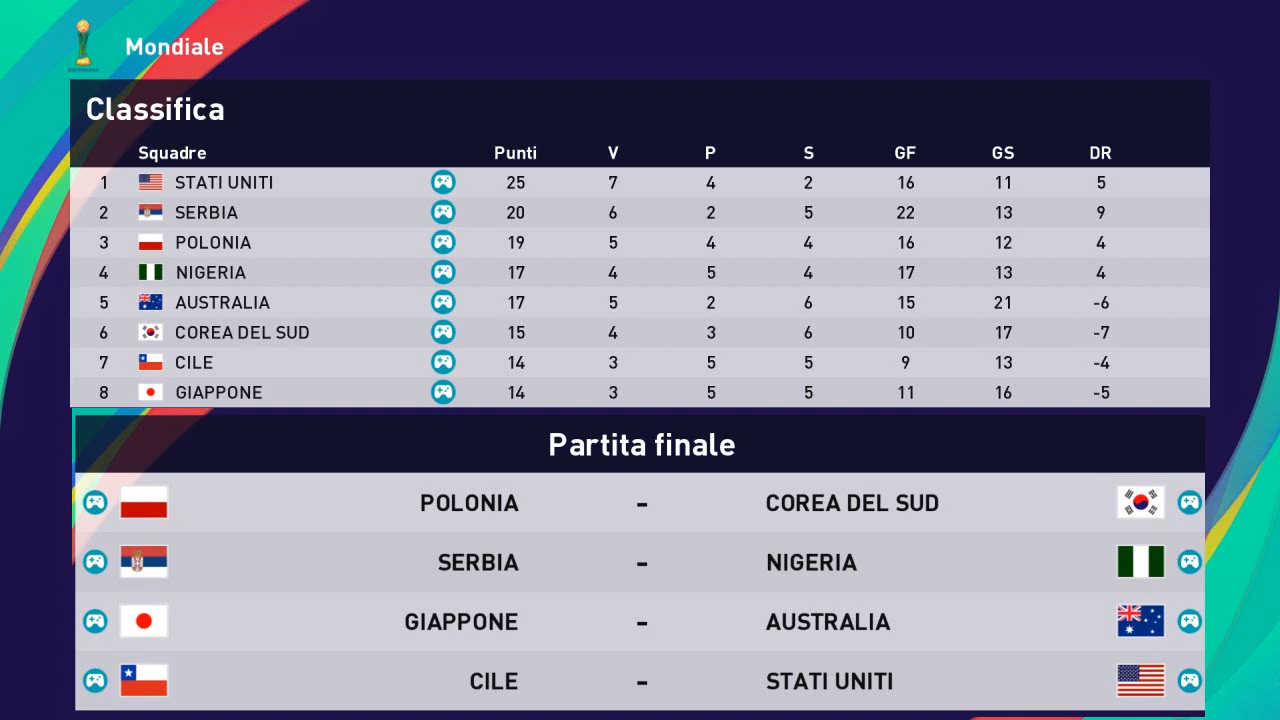 Mondiale
Classifica
Squadre Punti V P S GF GS DR
1 STATI UNITI 25 7 4 2 16 11 5
2 SERBIA 20 6 2 5 22 13 9
3 POLONIA 19 5 4 4 16 12 4
4 NIGERIA 17 4 5 4 17 13 4
5 AUSTRALIA 17 5 2 6 15 21 -6
6 COREA DEL SUD 15 4 3 6 10 17 -7
7 CILE 14 3 5 5 9 13 -4
8 GIAPPONE 14 3 5 5 11 16 -5
Partita finale
POLONIA - COREA DEL SUD
SERBIA - NIGERIA
GIAPPONE - AUSTRALIA
CILE - STATI UNITI